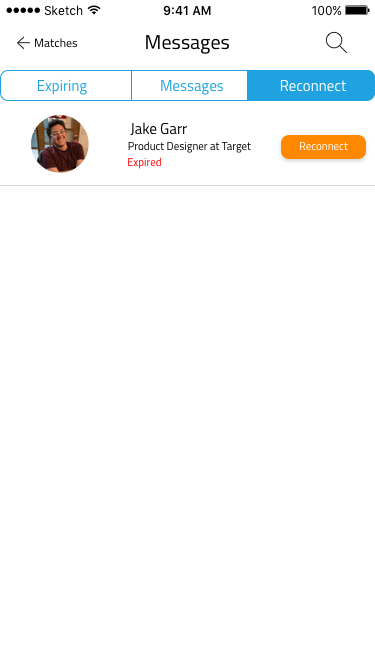 Sketch 9:41 AM 100%
Matches Messages
Expiring Messages Reconnect
Jake Garr
Product Designer at Target
Expired
Reconnect